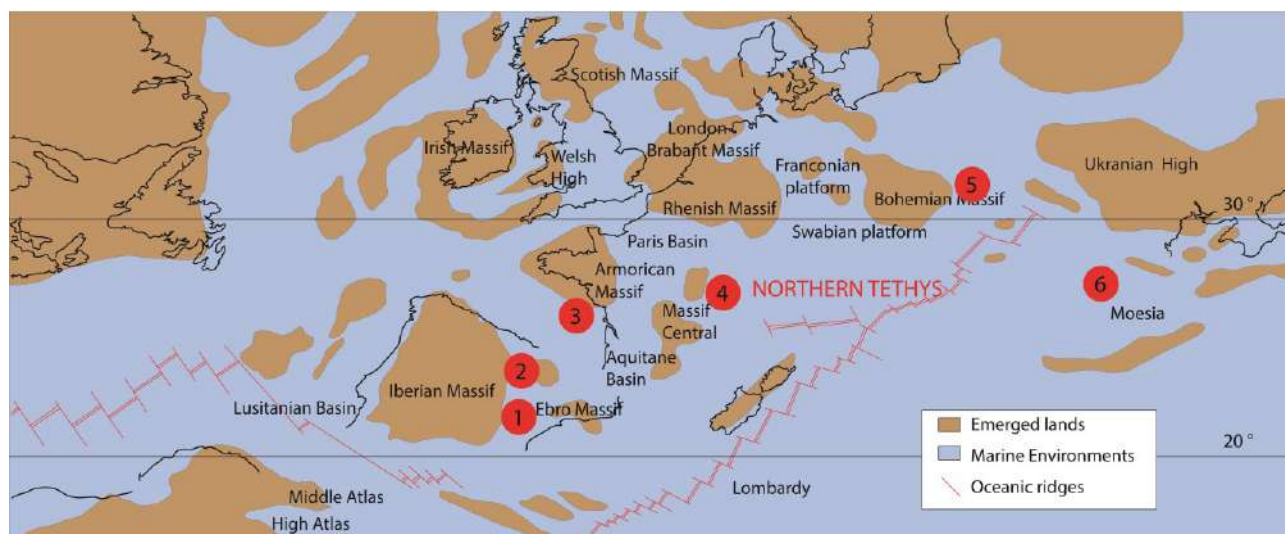 Scotish Massif
London
Brabant Massif
Irish Massif
Welsh
High
Franconian
platform
Ukranian High
5
Bohemian Massif
Rhenish Massif
30 °
Swabian platform
Paris Basin
Armorican
Massif
4
NORTHERN TETHYS
6
Moesia
3
Massif
Central
Aquitane
Basin
2
Iberian Massif
Lusitanian Basin
1
Ebro Massif
Emerged lands
Marine Environments
Oceanic ridges
20 °
Lombardy
Middle Atlas
High Atlas